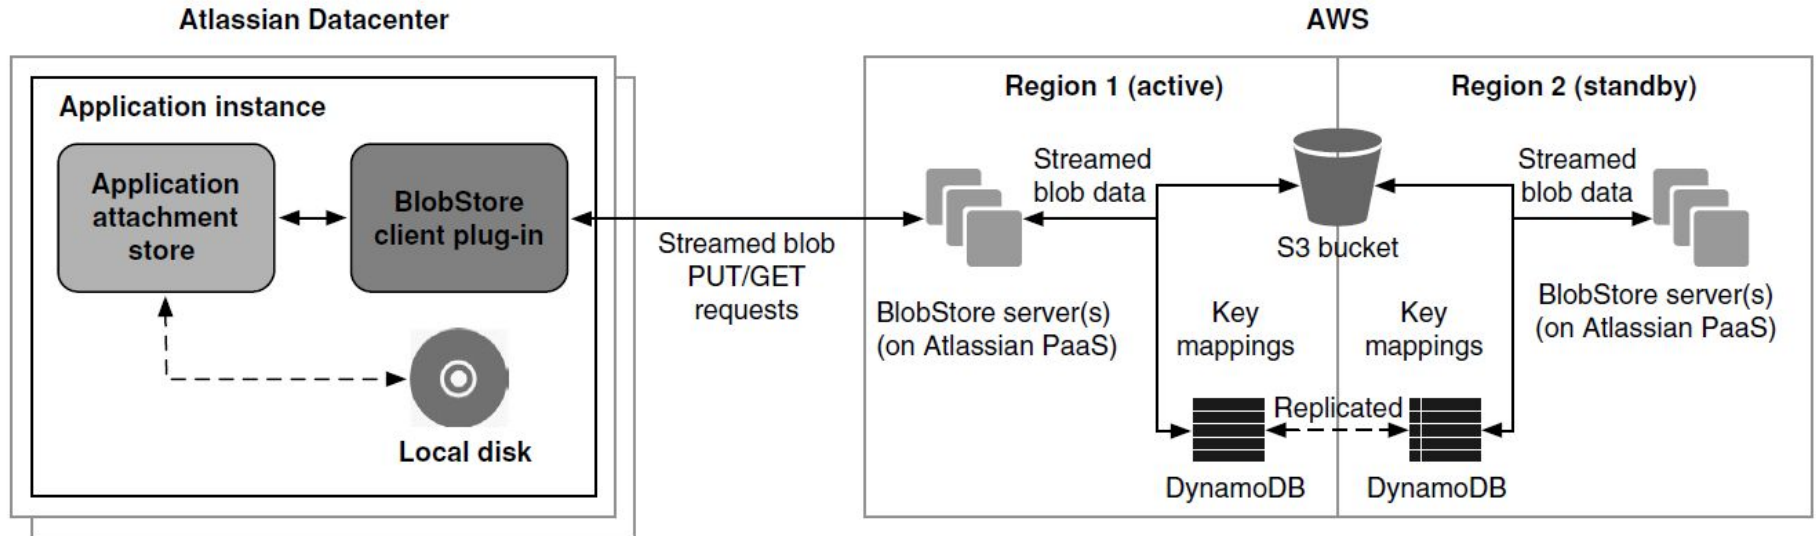 Atlassian Datacenter
AWS
Application instance
Application
attachment
store
BlobStore
client plug-in
Local disk
Streamed blob
PUT/GET
requests
Region 1 (active)
Region 2 (standby)
Streamed
blob data
Streamed
blob data
S3 bucket
BlobStore server(s)
(on Atlassian PaaS)
Key
mappings
Key
mappings
BlobStore server(s)
(on Atlassian PaaS)
Replicated
DynamoDB
DynamoDB